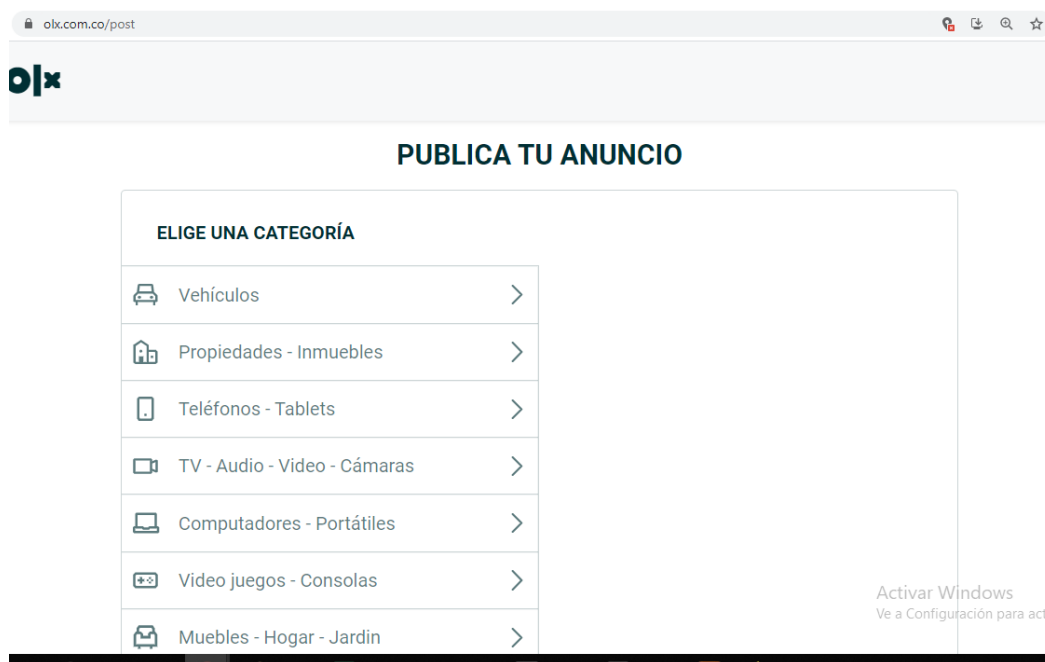 olx.com.co/post
olx
PUBLICA TU ANUNCIO
ELIGE UNA CATEGORÍA
Vehículos
Propiedades - Inmuebles
Teléfonos - Tablets
TV - Audio - Video - Cámaras
Computadores - Portátiles
Video juegos - Consolas
Activar Windows
Ve a Configuración para act
Muebles - Hogar - Jardin